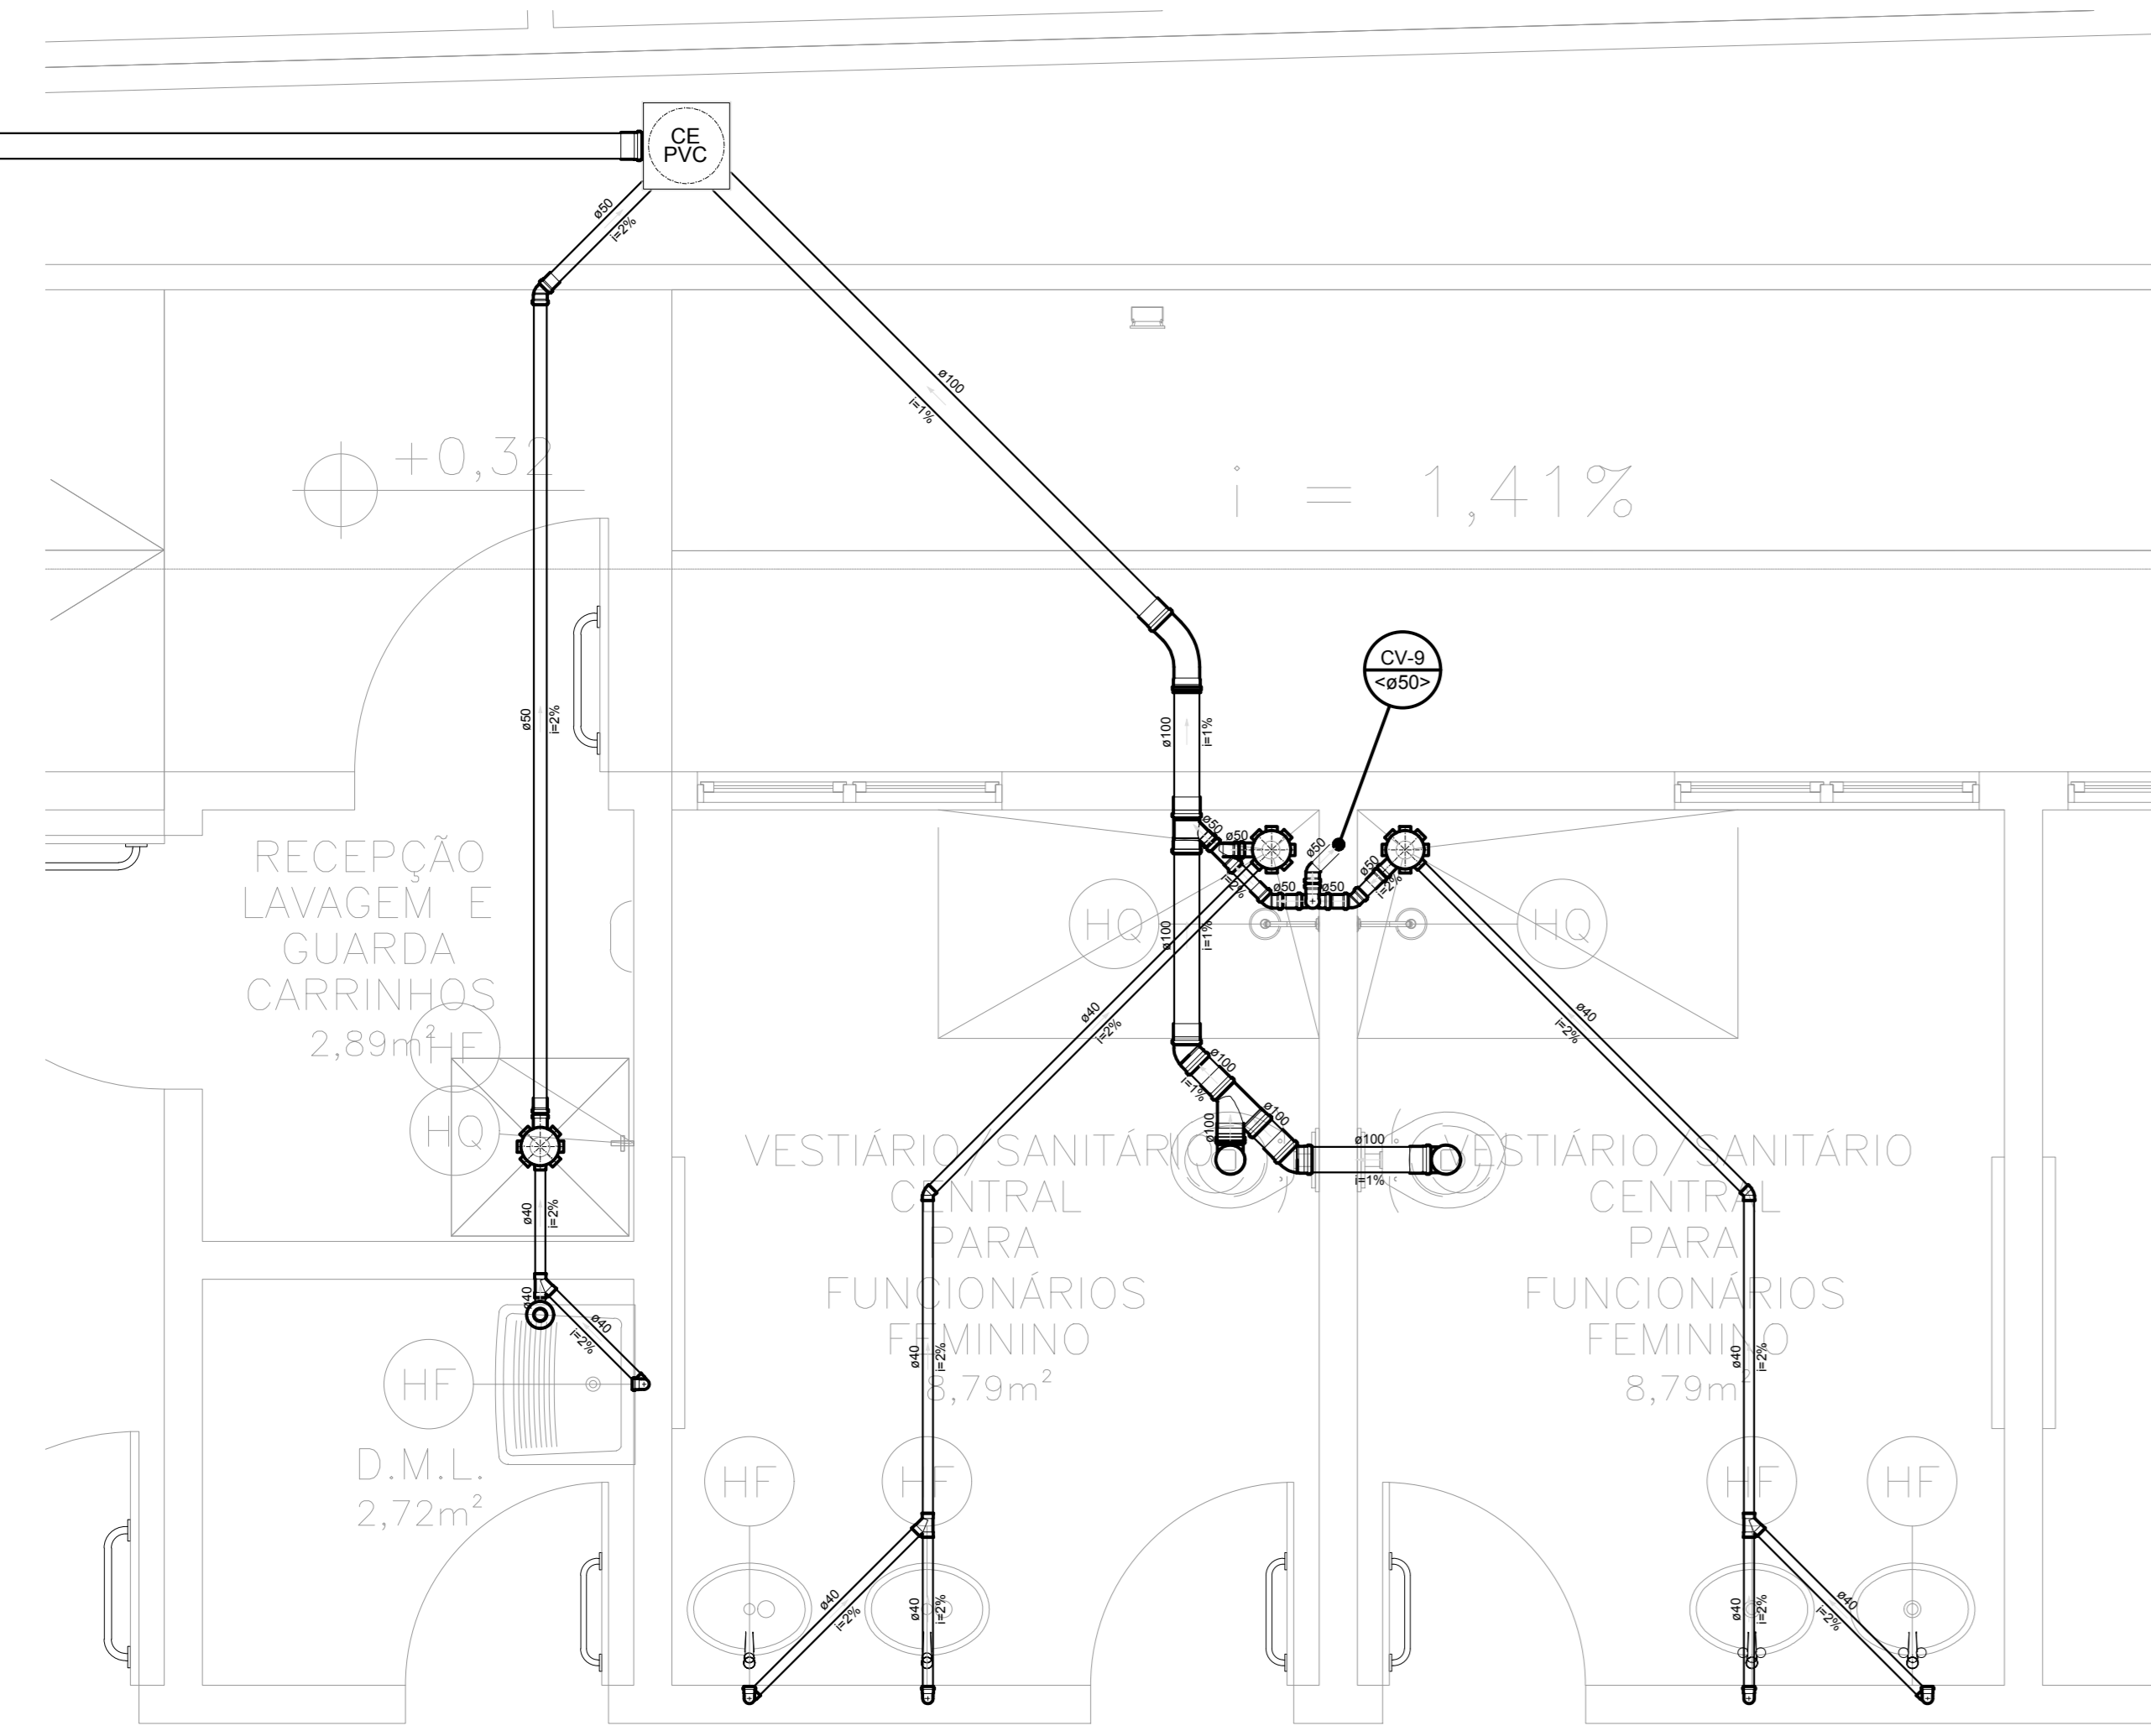 CE
PVC
ø50
i=2%
ø100
i=1%
+0,32
i = 1,41%
CV-9
<ø50>
ø50
i=2%
ø100
i=1%
RECEPÇÃO
LAVAGEM E
GUARDA
CARRINHOS
2,89m²
HF
HQ
ø50
ø50
i=2%
ø50
ø50
ø50
ø50
i=2%
HQ
HQ
ø100
i=1%
ø40
i=2%
ø40
i=2%
ø100
i=1%
ø100
ø100
ø100
i=1%
VESTIÁRIO/SANITÁRIO
CENTRAL
PARA
FUNCIONÁRIOS
FEMININO
8,79m²
VESTIÁRIO/SANITÁRIO
CENTRAL
PARA
FUNCIONÁRIOS
FEMININO
8,79m²
ø40
i=2%
ø40
ø40
i=2%
HF
D.M.L.
2,72m²
ø40
i=2%
ø40
i=2%
HF
HF
HF
HF
ø40
i=2%
ø40
i=2%
ø40
i=2%
ø40
i=2%